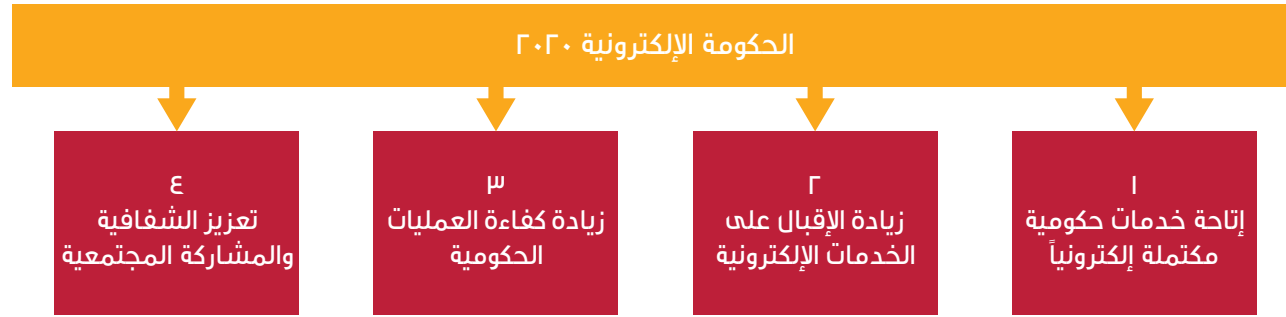 الحكومة الإلكترونية ٢٠٢٠
١
إتاحة خدمات حكومية
مكتملة إلكترونياً
٢
زيادة الإقبال على
الخدمات الإلكترونية
٣
زيادة كفاءة العمليات
الحكومية
٤
تعزيز الشفافية
والمشاركة المجتمعية